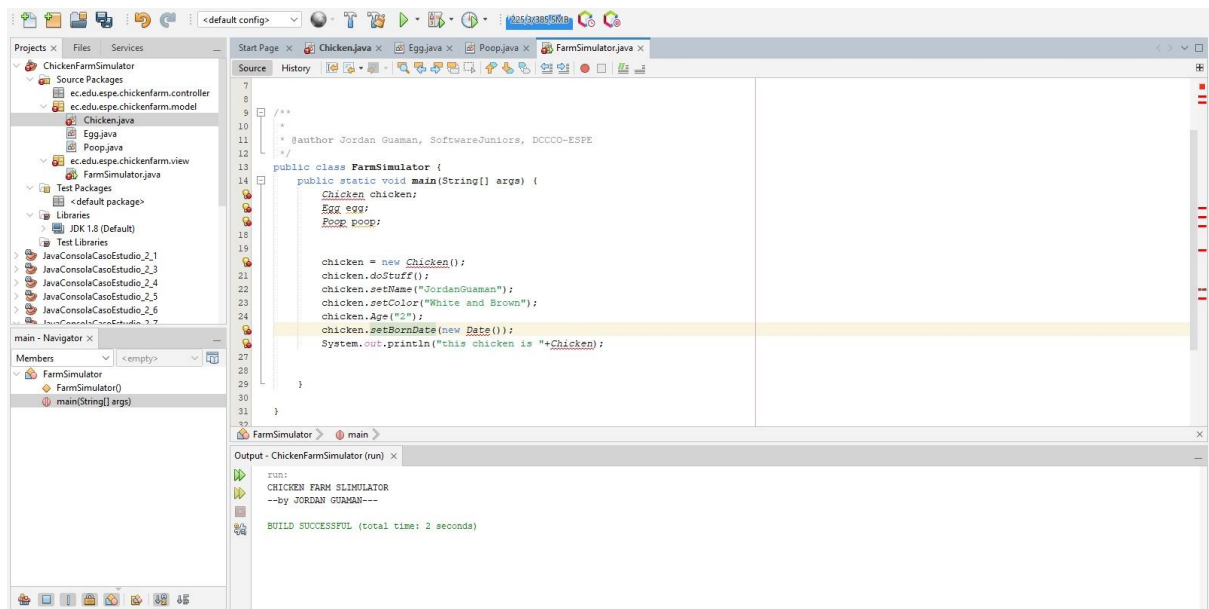 <default config>
Projects
Files
Services
ChickenFarmSimulator
Source Packages
ec.edu.espe.chickenfarm.controller
ec.edu.espe.chickenfarm.model
Chicken.java
Egg.java
Poop.java
ec.edu.espe.chickenfarm.view
FarmSimulator.java
Test Packages
<default package>
Libraries
JDK 1.8 (Default)
Test Libraries
JavaConsolaCasoEstudio_2_1
JavaConsolaCasoEstudio_2_3
JavaConsolaCasoEstudio_2_4
JavaConsolaCasoEstudio_2_5
JavaConsolaCasoEstudio_2_6
main - Navigator
Members
<empty>
FarmSimulator
FarmSimulator()
main(String[] args)
Start Page
Chicken.java
Egg.java
Poop.java
FarmSimulator.java
Source
History
7
8
9 /**
10 *
11 * @author Jordan Guaman, SoftwareJuniors, DCCCO-ESPE
12 */
13 public class FarmSimulator {
14 public static void main(String[] args) {
Chicken chicken;
Egg egg;
Poop poop;
18
19
chicken = new Chicken();
21 chicken.doStuff();
22 chicken.setName("JordanGuaman");
23 chicken.setColor("White and Brown");
24 chicken.Age("2");
chicken.setBornDate(new Date());
System.out.println("this chicken is "+Chicken);
27
28
29 }
30
31 }
32
FarmSimulator
main
Output - ChickenFarmSimulator (run)
run:
CHICKEN FARM SLIMULATOR
--by JORDAN GUAMAN---
BUILD SUCCESSFUL (total time: 2 seconds)